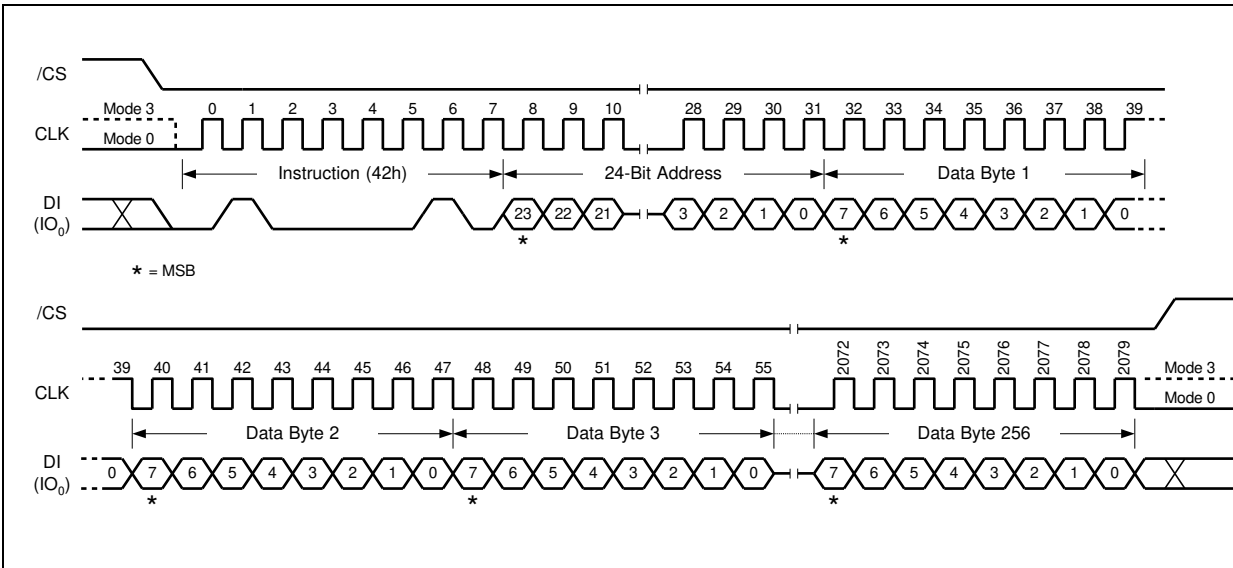 /CS
Mode 3
0 1 2 3 4 5 6 7 8 9 10 28 29 30 31 32 33 34 35 36 37 38 39
CLK
Mode 0
Instruction (42h) 24-Bit Address Data Byte 1
DI
(IO0)
23 22 21 3 2 1 0 7 6 5 4 3 2 1 0
* *
* = MSB
/CS
39 40 41 42 43 44 45 46 47 48 49 50 51 52 53 54 55 2072 2073 2074 2075 2076 2077 2078 2079
Mode 3
CLK
Mode 0
Data Byte 2 Data Byte 3 Data Byte 256
DI
(IO0)
0 7 6 5 4 3 2 1 0 7 6 5 4 3 2 1 0 7 6 5 4 3 2 1 0
* * *